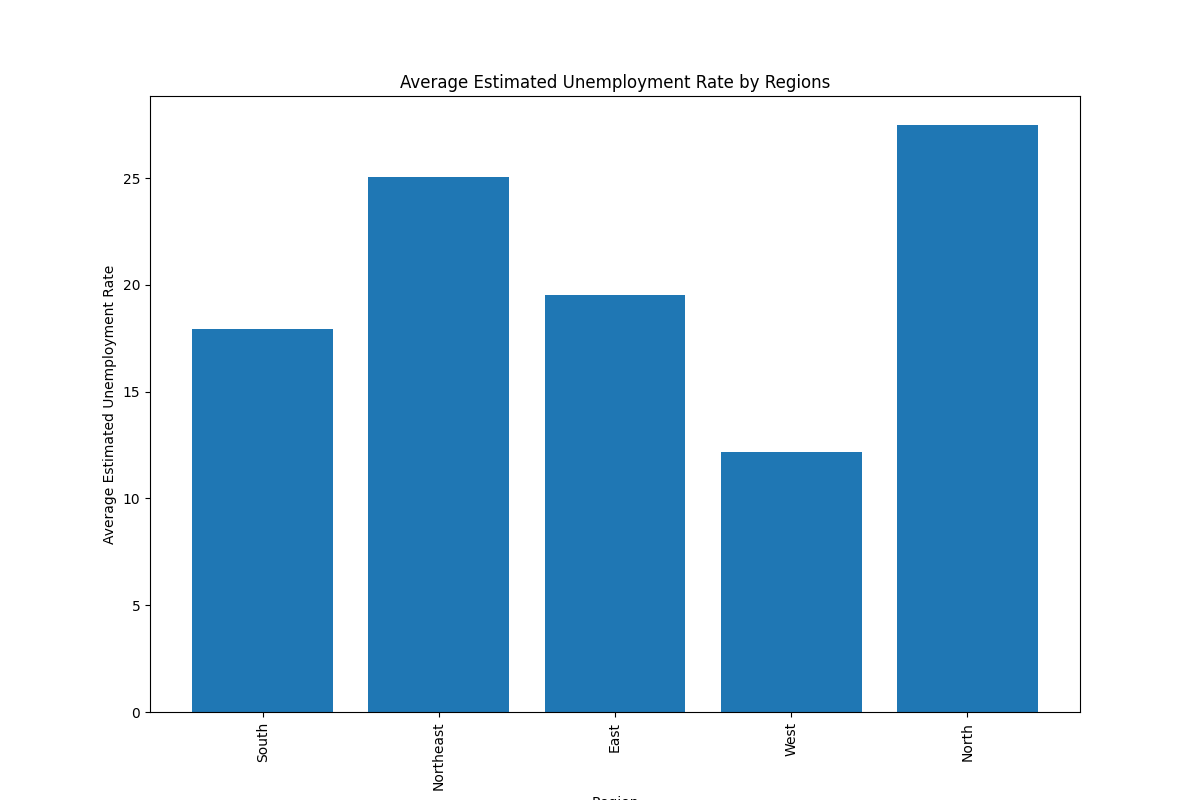 Average Estimated Unemployment Rate by Regions
Average Estimated Unemployment Rate
25
20
15
10
5
0
South
Northeast
East
West
North
Region